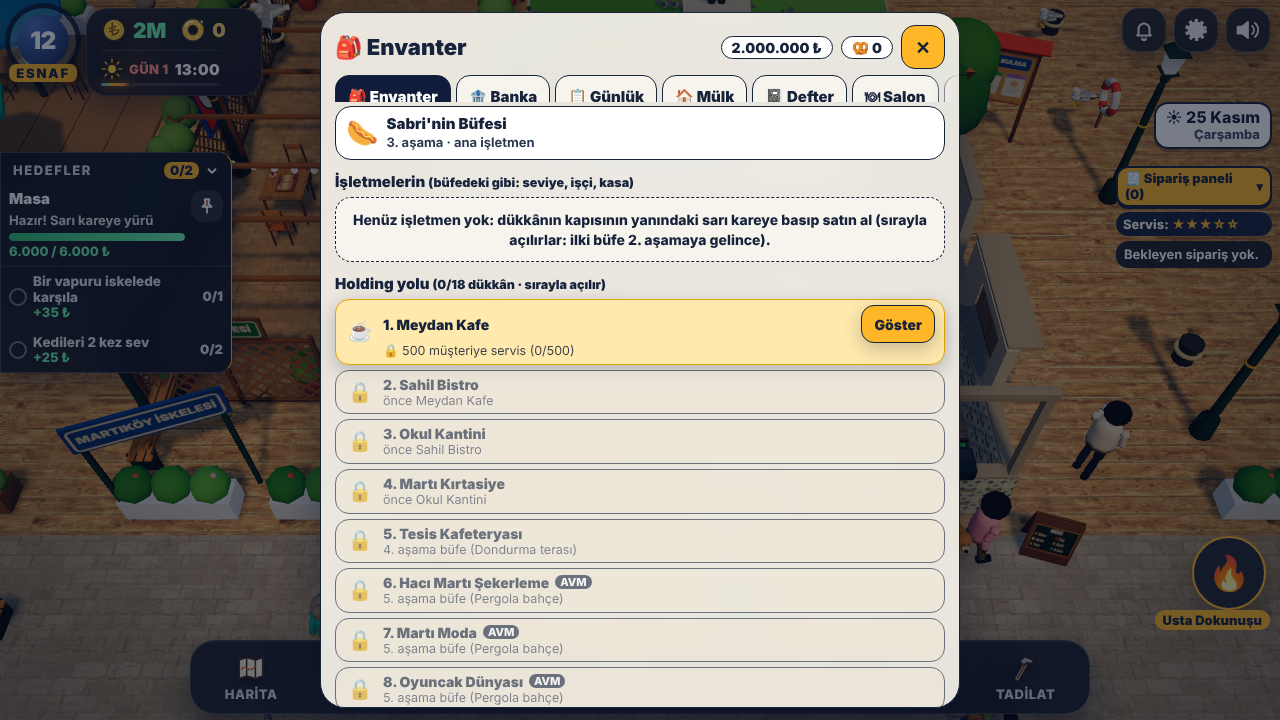 12
ESNAF
2M
0
GÜN 1 13:00
HEDEFLER
0/2
Masa
Hazır! Sarı kareye yürü
6.000 / 6.000 ₺
Bir vapuru iskelede karşıla
0/1
+35 ₺
Kedileri 2 kez sev
0/2
+25 ₺
MARTIKÖY İSKELESİ
HARİTA
Envanter
2.000.000 ₺
0
✕
Envanter
Banka
Günlük
Mülk
Defter
Salon
Sabri'nin Büfesi
3. aşama · ana işletmen
İşletmelerin (büfedeki gibi: seviye, işçi, kasa)
Henüz işletmen yok: dükkânın kapısının yanındaki sarı kareye basıp satın al (sırayla
açılırlar: ilki büfe 2. aşamaya gelince).
Holding yolu (0/18 dükkân · sırayla açılır)
1. Meydan Kafe
500 müşteriye servis (0/500)
Göster
2. Sahil Bistro
önce Meydan Kafe
3. Okul Kantini
önce Sahil Bistro
4. Martı Kırtasiye
önce Okul Kantini
5. Tesis Kafeteryası
4. aşama büfe (Dondurma terası)
6. Hacı Martı Şekerleme AVM
5. aşama büfe (Pergola bahçe)
7. Martı Moda AVM
5. aşama büfe (Pergola bahçe)
8. Oyuncak Dünyası AVM
5. aşama büfe (Pergola bahçe)
BULMA
25 Kasım
Çarşamba
Sipariş paneli
(0)
▼
Servis: ★★★☆☆
Bekleyen sipariş yok.
Usta Dokunuşu
TADİLAT